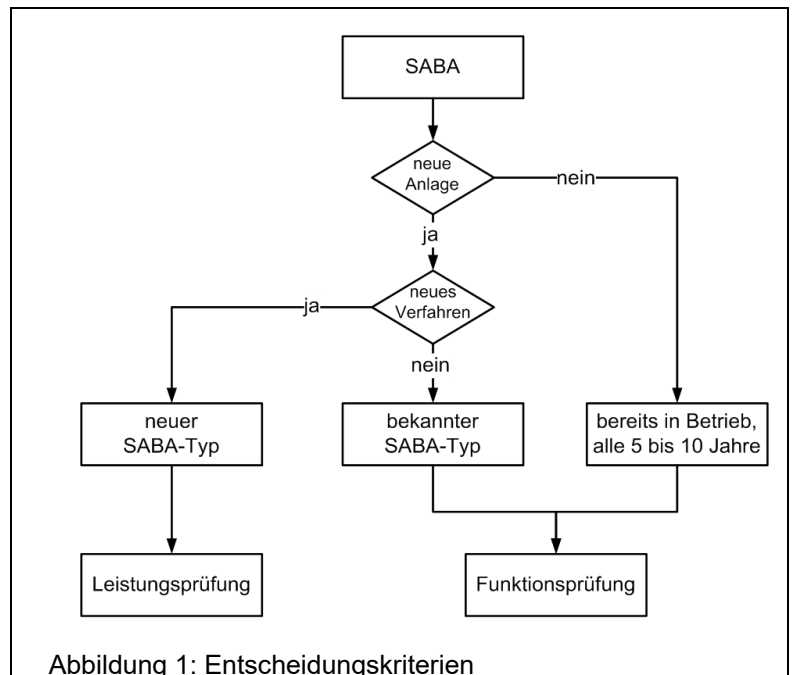 SABA
neue
Anlage
nein
ja
neues
Verfahren
ja
nein
neuer
SABA-Typ
bekannter
SABA-Typ
bereits in Betrieb,
alle 5 bis 10 Jahre
Leistungsprüfung
Funktionsprüfung
Abbildung 1: Entscheidungskriterien